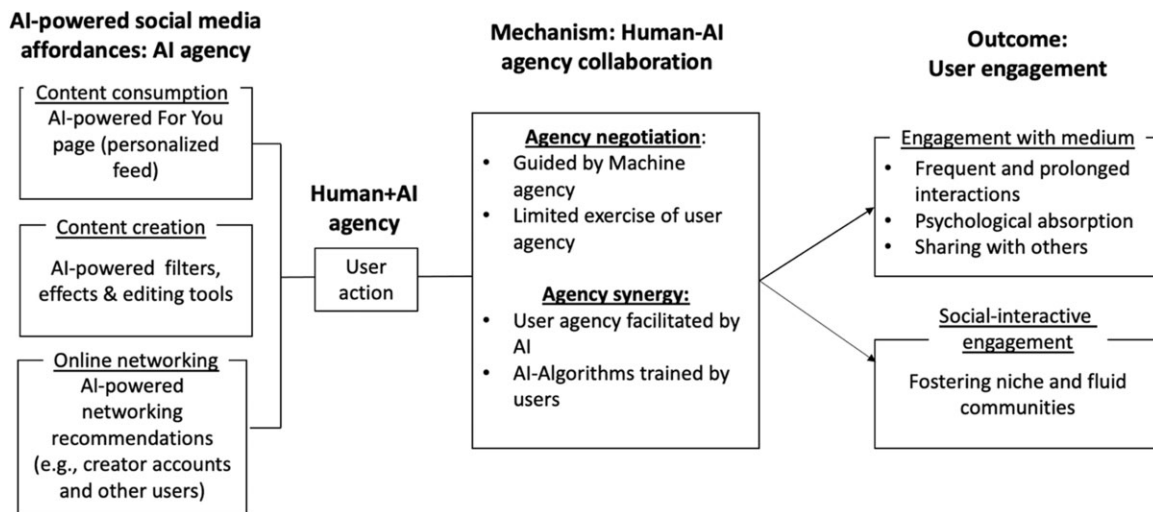 AI-powered social media
affordances: AI agency
Content consumption
AI-powered For You
page (personalized
feed)
Content creation
AI-powered filters,
effects & editing tools
Online networking
AI-powered
networking
recommendations
(e.g., creator accounts
and other users)
Human+AI
agency
User
action
Mechanism: Human-AI
agency collaboration
Agency negotiation:
• Guided by Machine
agency
• Limited exercise of user
agency
Agency synergy:
• User agency facilitated by
AI
• AI-Algorithms trained by
users
Outcome:
User engagement
Engagement with medium
• Frequent and prolonged
interactions
• Psychological absorption
• Sharing with others
Social-interactive
engagement
Fostering niche and fluid
communities